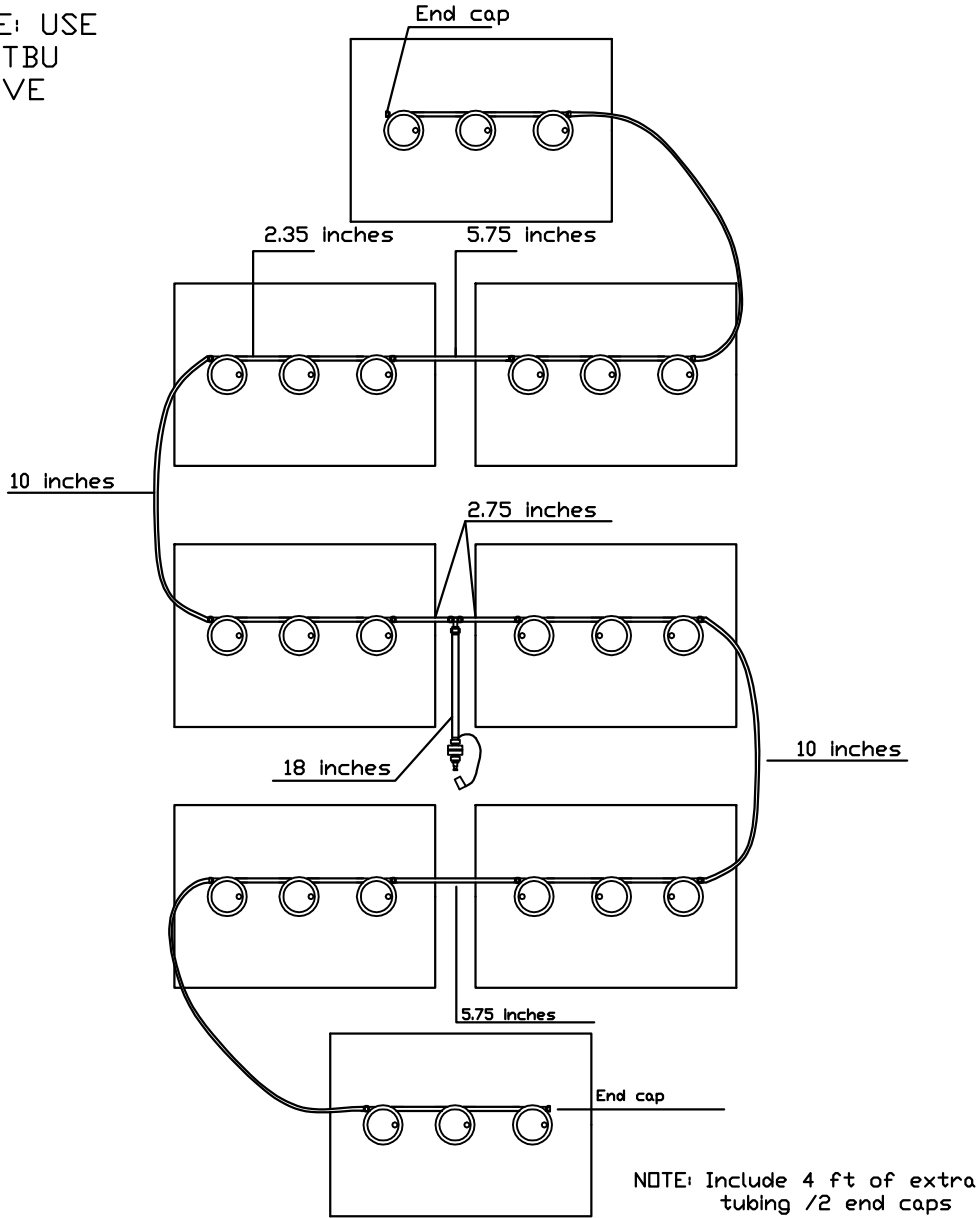 E: USE
TBU
VE
End cap
2.35 inches
5.75 inches
10 inches
2.75 inches
18 inches
10 inches
5.75 inches
End cap
NOTE: Include 4 ft of extra
tubing /2 end caps